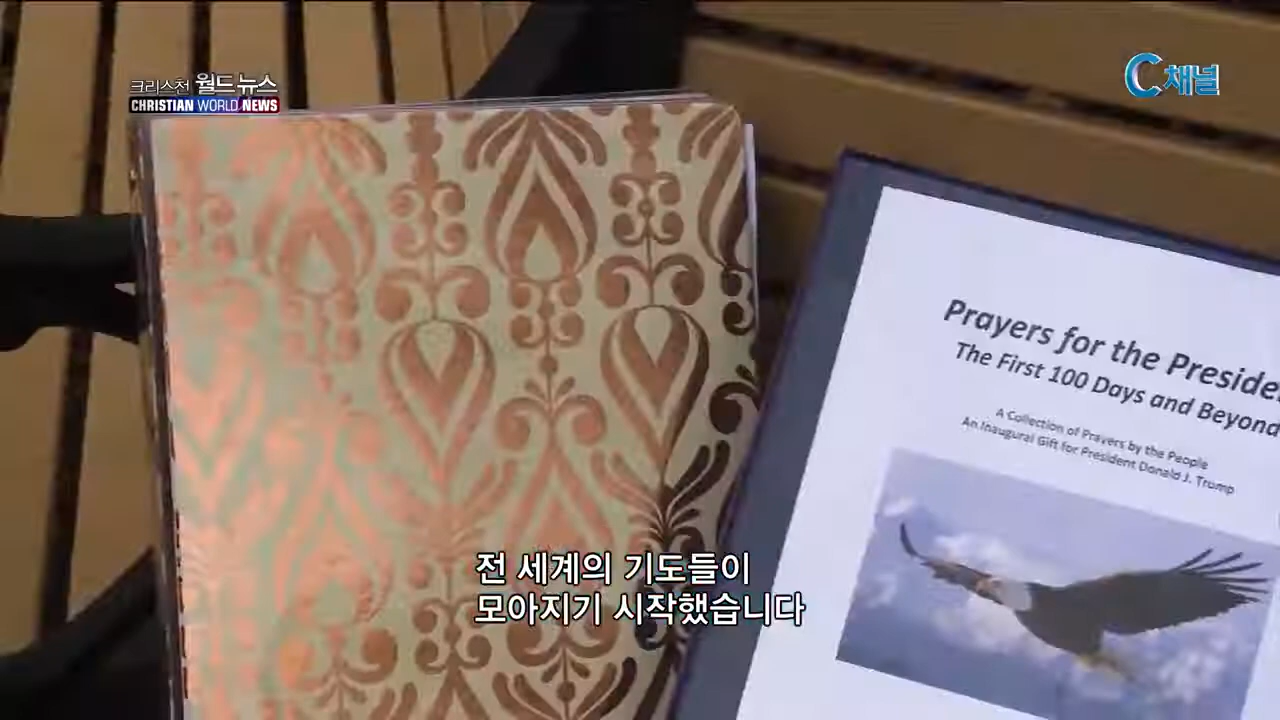 크리스천 월드뉴스
CHRISTIAN WORLD NEWS
C채널
Prayers for the
The First 100 Days and Beyond
A Collection of Prayers by the People
An Inaugural Gift for President Donald J. Trump
전 세계의 기도들이
모아지기 시작했습니다